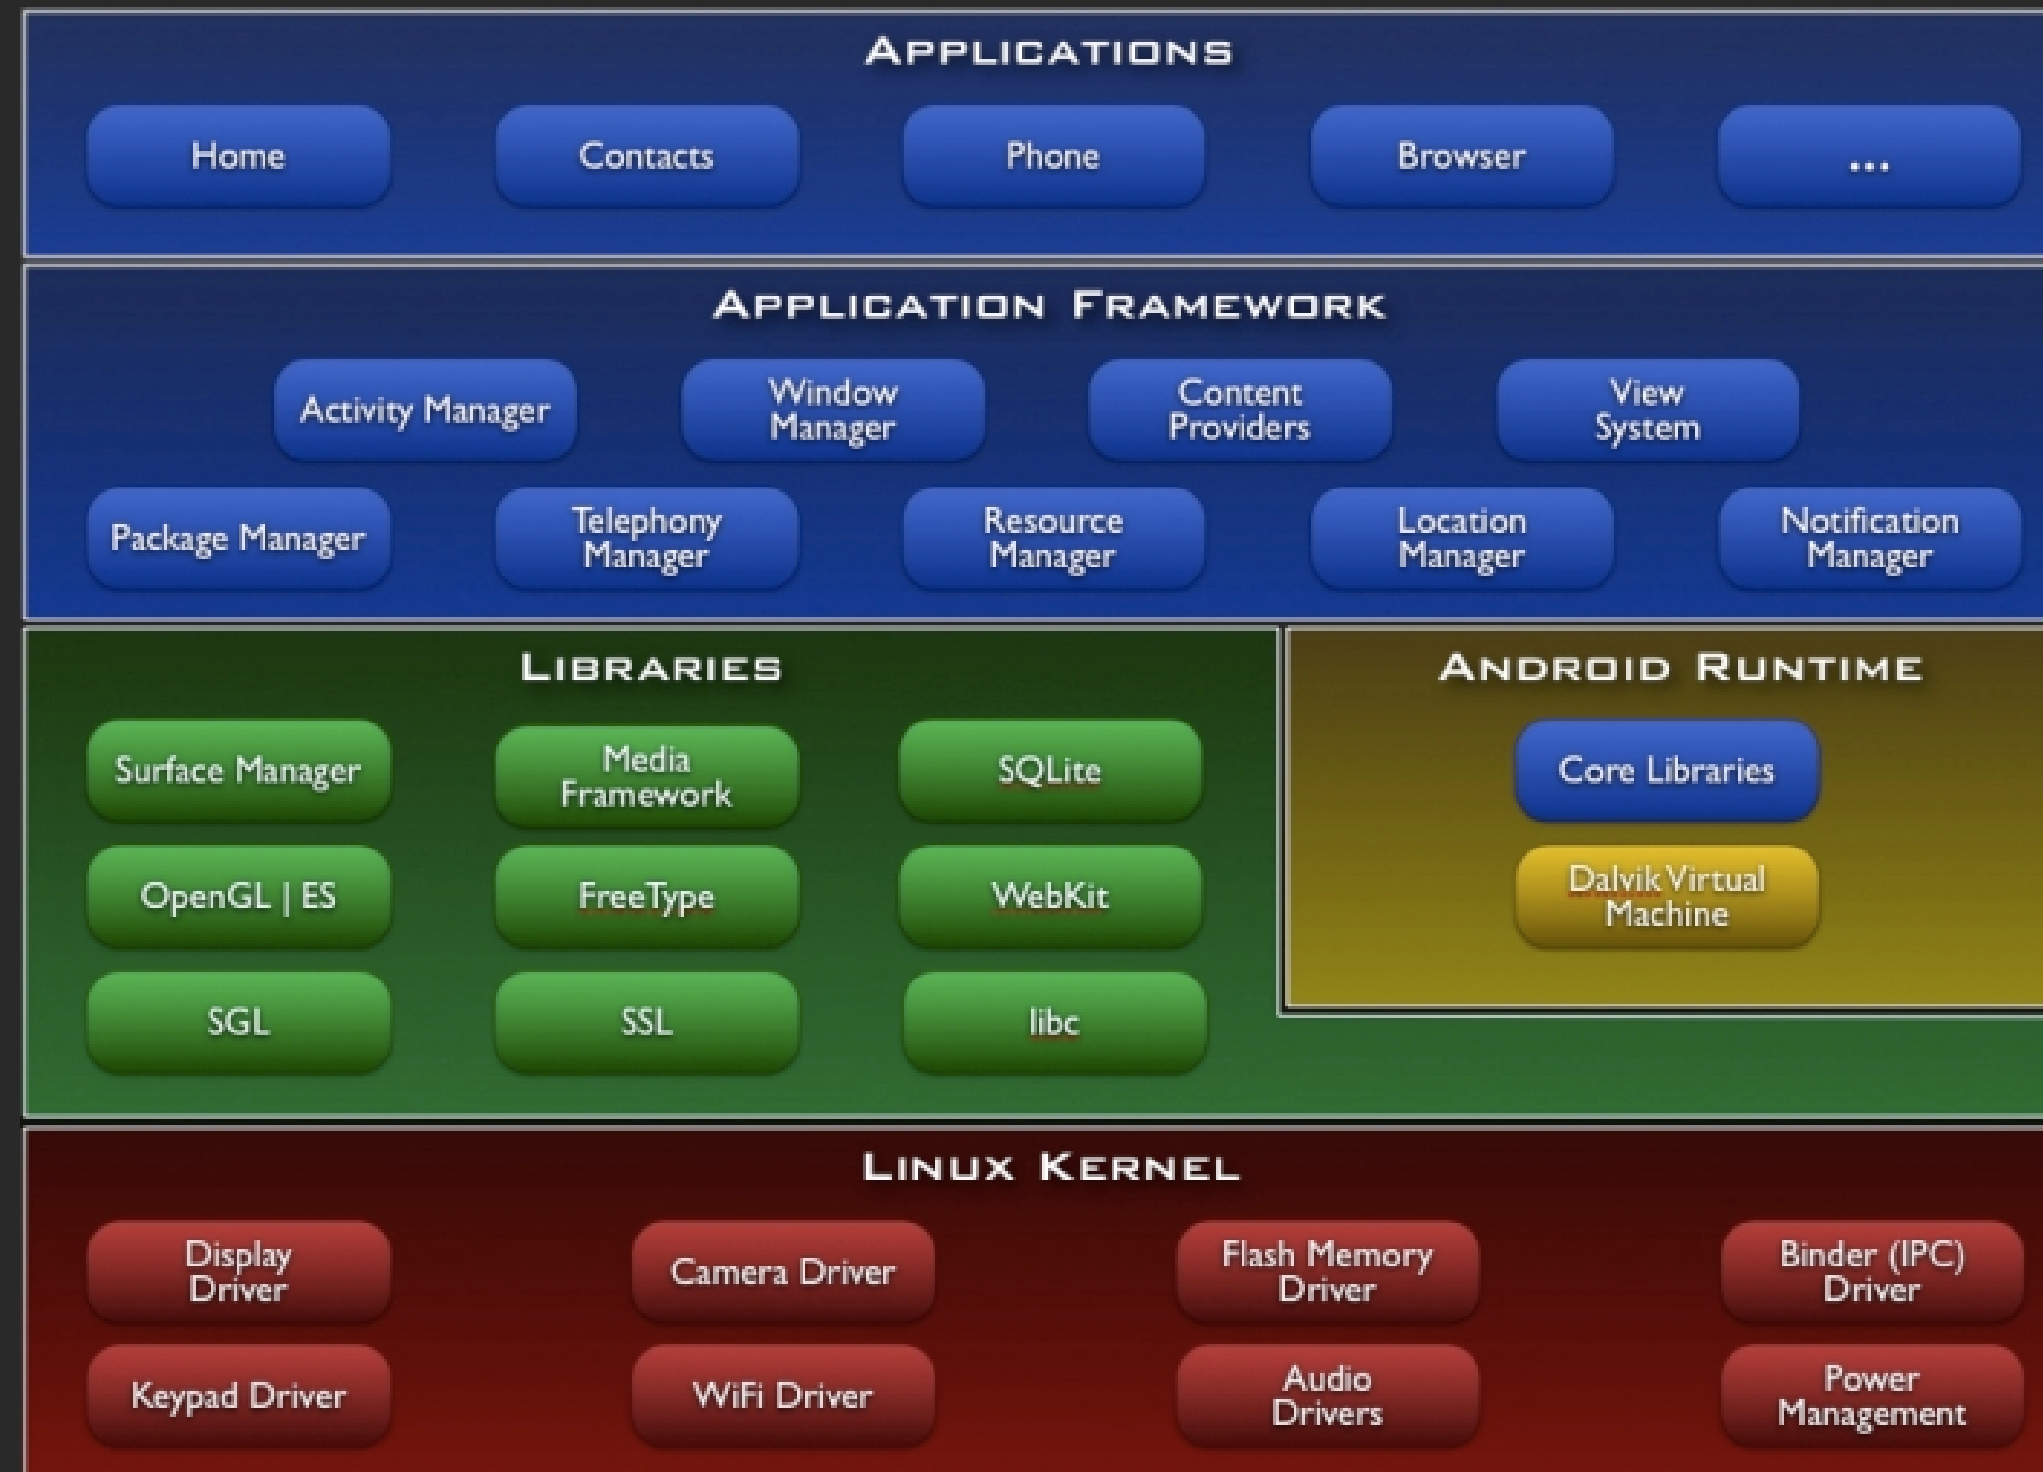 APPLICATIONS
Home
Contacts
Phone
Browser
...
APPLICATION FRAMEWORK
Activity Manager
Window
Manager
Content
Providers
View
System
Package Manager
Telephony
Manager
Resource
Manager
Location
Manager
Notification
Manager
LIBRARIES
Surface Manager
Media
Framework
SQLite
OpenGL | ES
FreeType
WebKit
SGL
SSL
libc
ANDROID RUNTIME
Core Libraries
Dalvik Virtual
Machine
LINUX KERNEL
Display
Driver
Camera Driver
Flash Memory
Driver
Binder (IPC)
Driver
Keypad Driver
WiFi Driver
Audio
Drivers
Power
Management